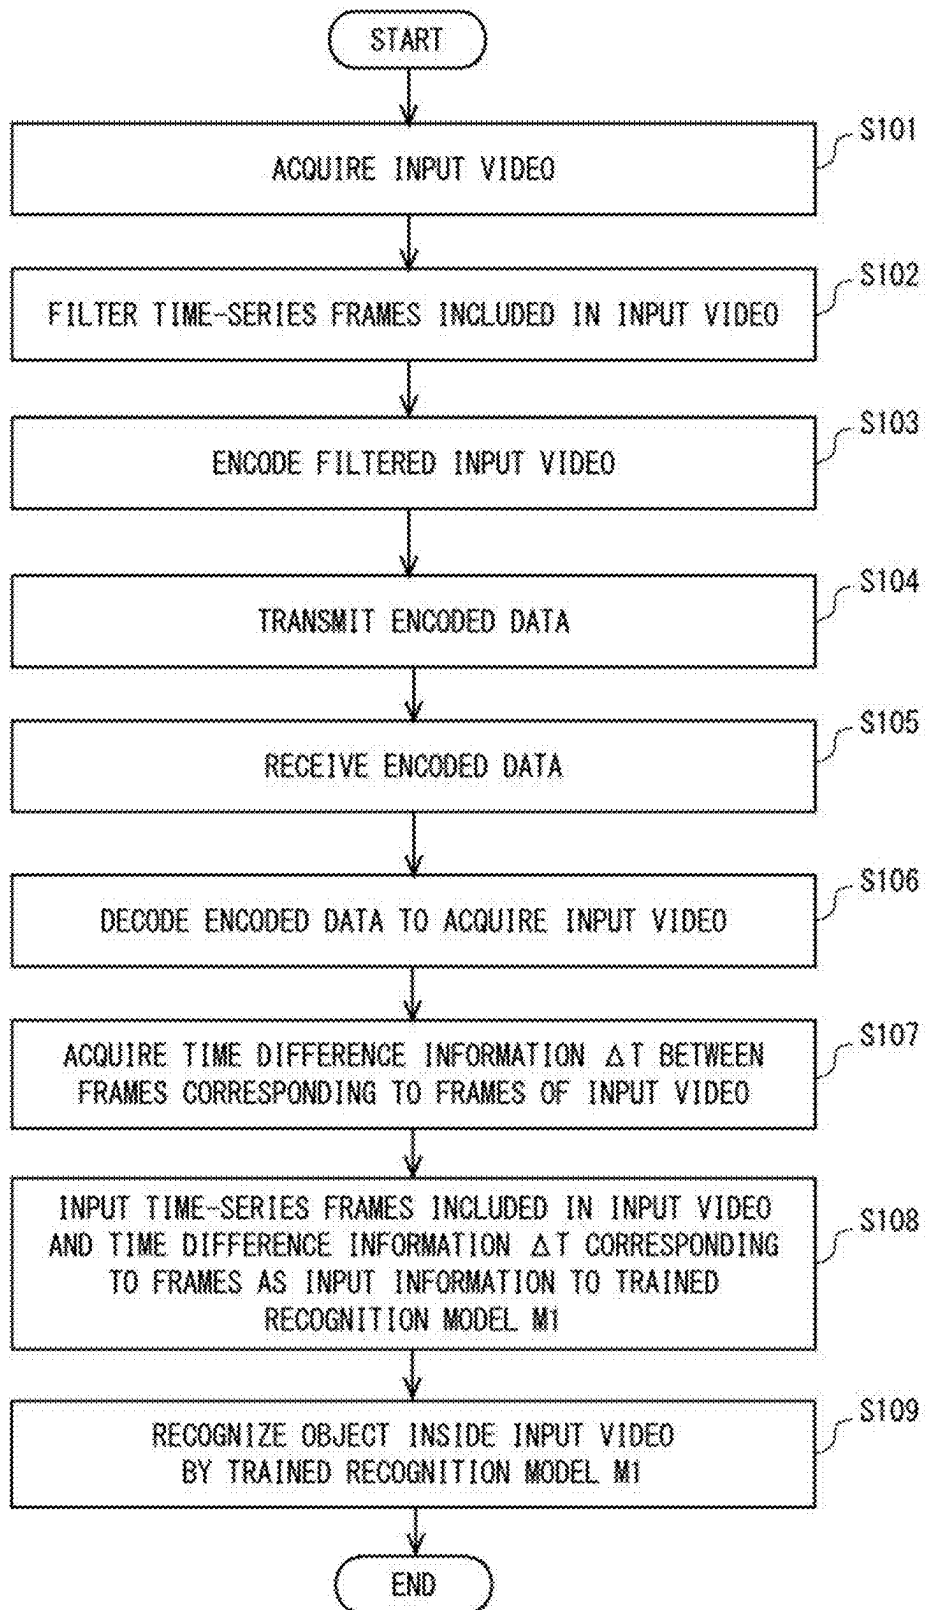 START
S101
ACQUIRE INPUT VIDEO
S102
FILTER TIME-SERIES FRAMES INCLUDED IN INPUT VIDEO
S103
ENCODE FILTERED INPUT VIDEO
S104
TRANSMIT ENCODED DATA
S105
RECEIVE ENCODED DATA
S106
DECODE ENCODED DATA TO ACQUIRE INPUT VIDEO
S107
ACQUIRE TIME DIFFERENCE INFORMATION ΔT BETWEEN
FRAMES CORRESPONDING TO FRAMES OF INPUT VIDEO
S108
INPUT TIME-SERIES FRAMES INCLUDED IN INPUT VIDEO
AND TIME DIFFERENCE INFORMATION ΔT CORRESPONDING
TO FRAMES AS INPUT INFORMATION TO TRAINED
RECOGNITION MODEL M1
S109
RECOGNIZE OBJECT INSIDE INPUT VIDEO
BY TRAINED RECOGNITION MODEL M1
END